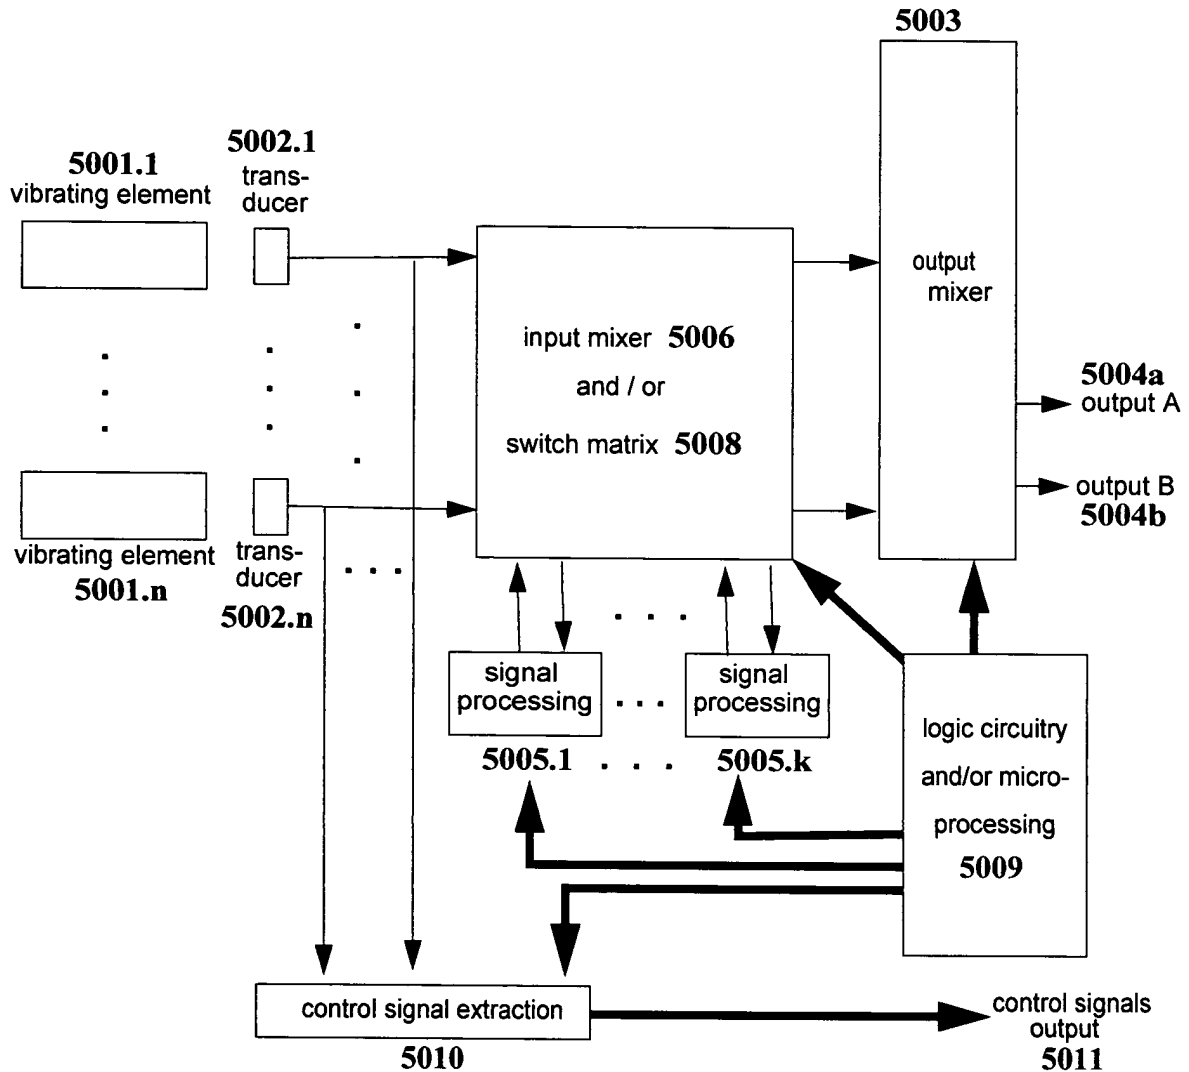 5003
5002.1
trans-
ducer
5001.1
vibrating element
output
mixer
input mixer 5006
and / or
switch matrix 5008
5004a
output A
output B
5004b
vibrating element
5001.n
trans-
ducer
5002.n
signal
processing
signal
processing
5005.1
5005.k
logic circuitry
and/or micro-
processing
5009
control signal extraction
5010
control signals
output
5011